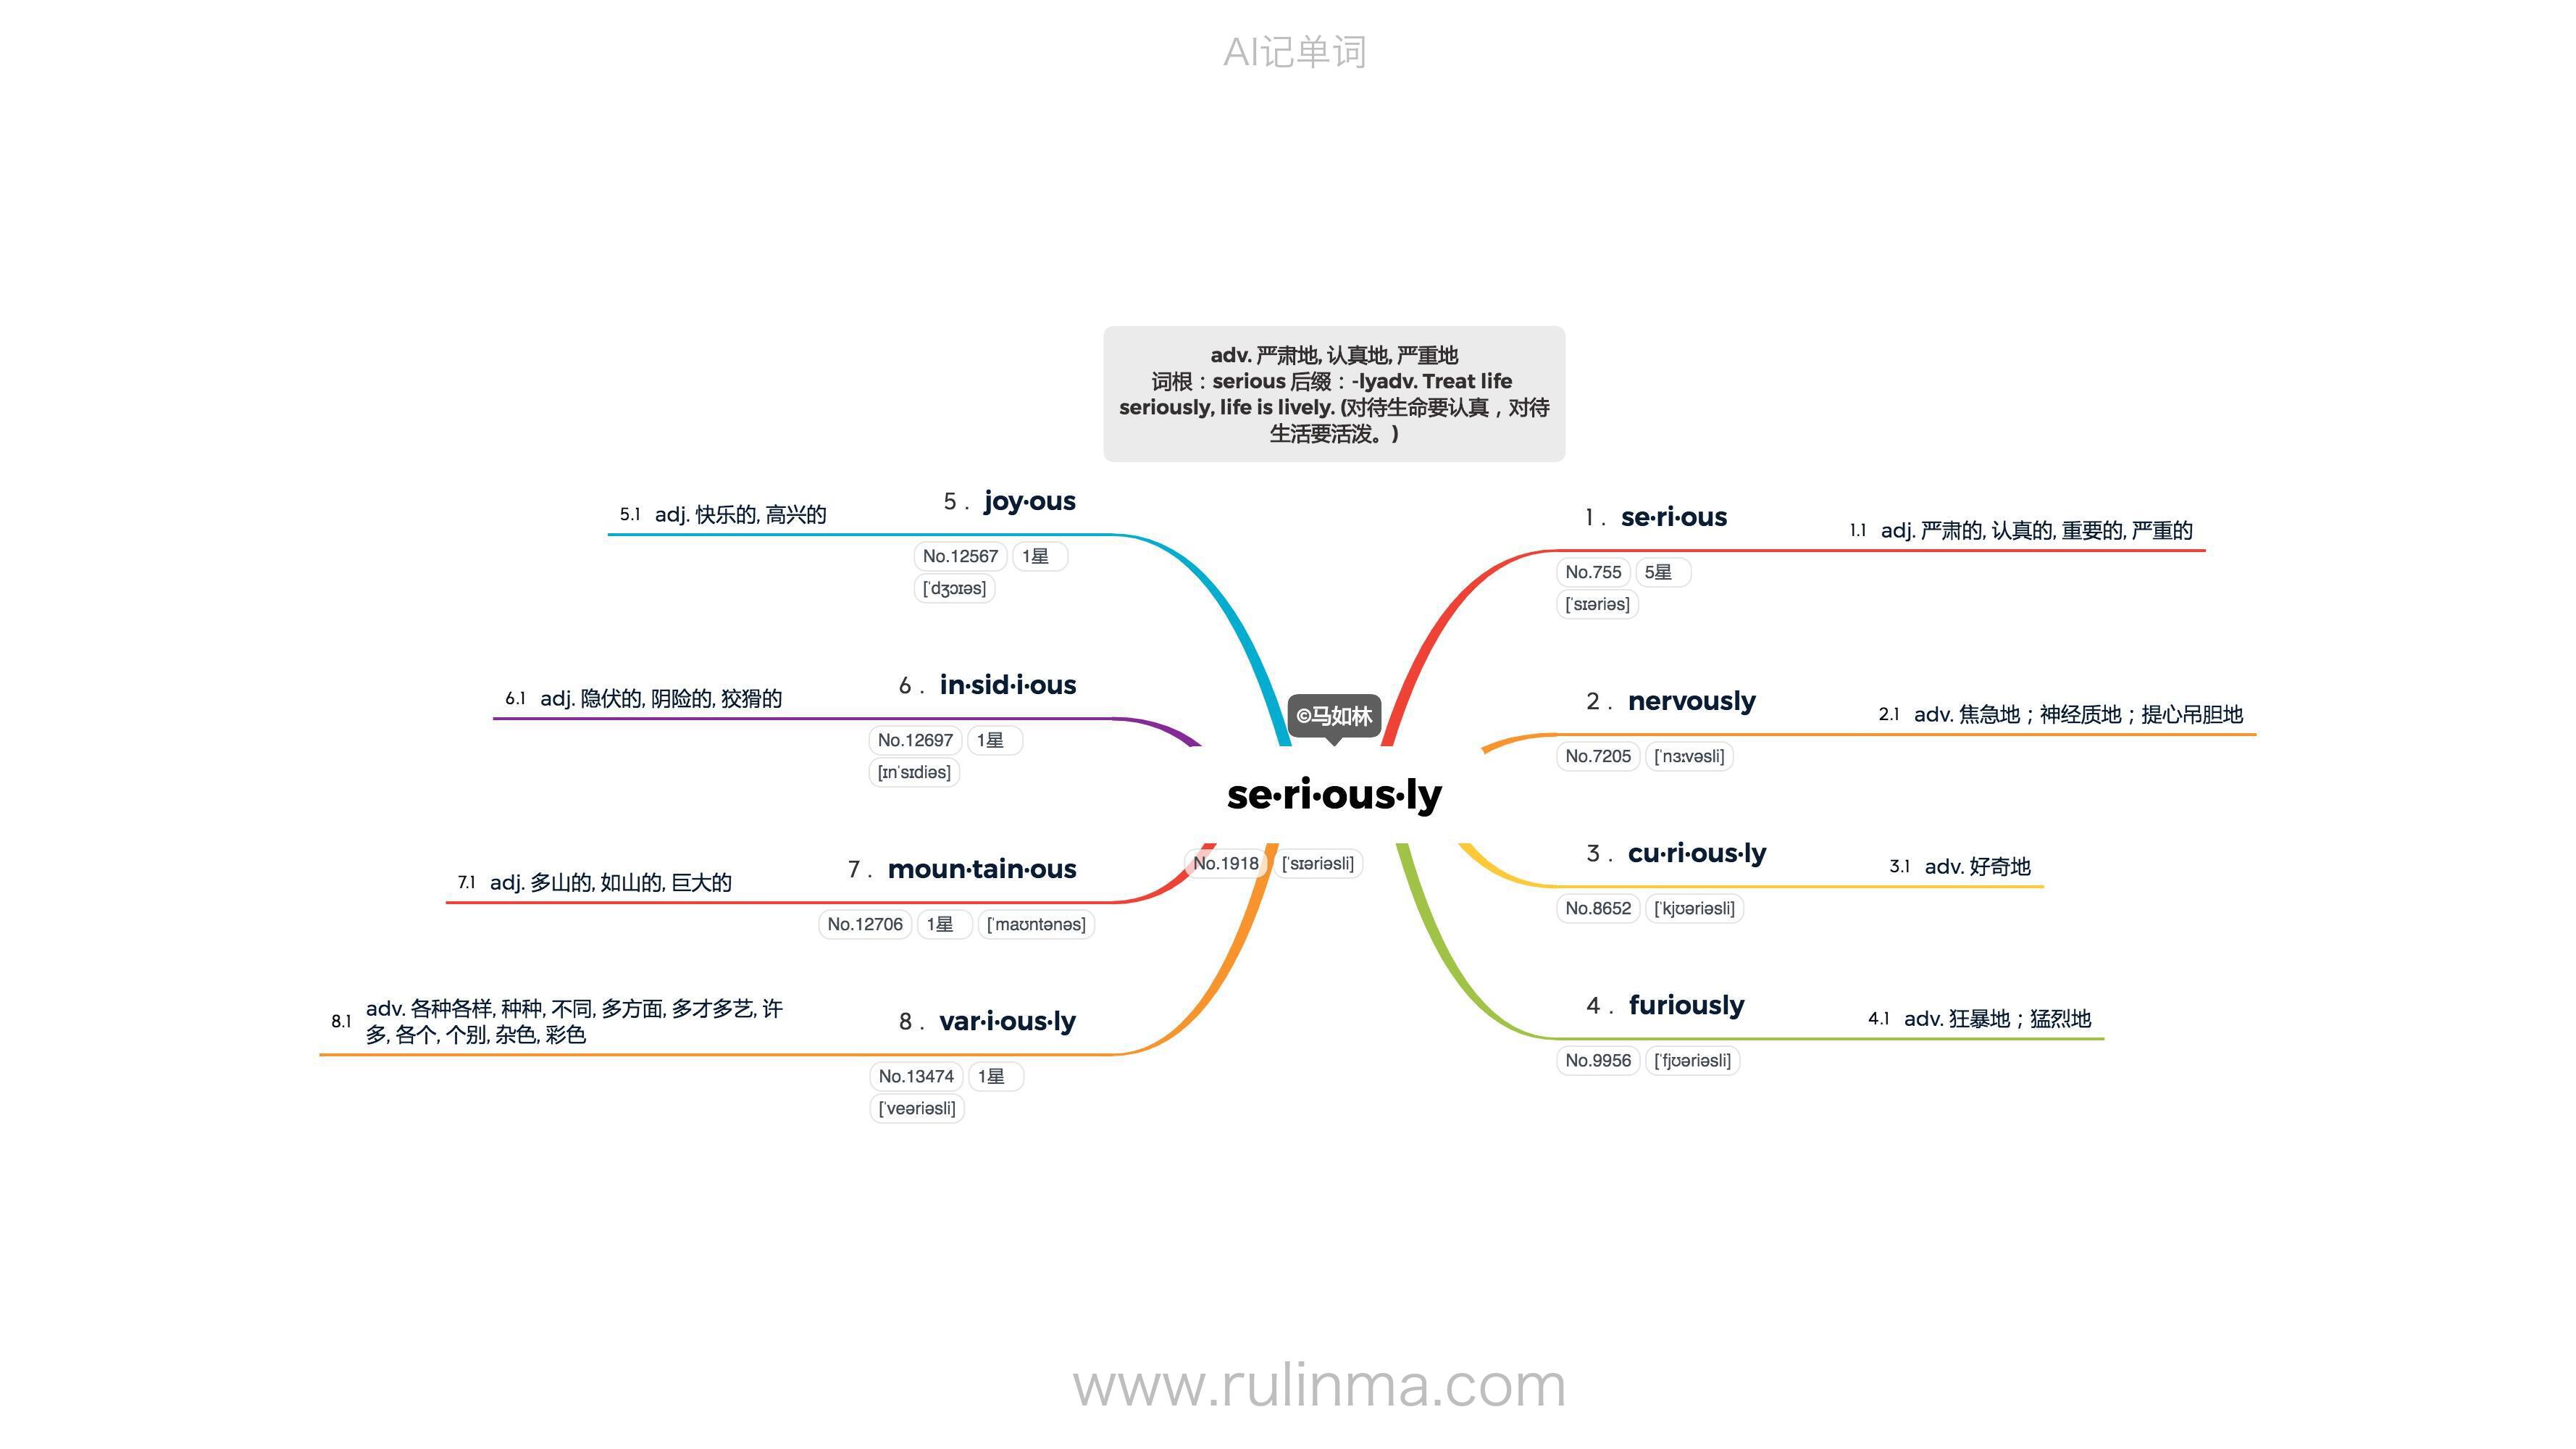 AI记单词
adv. 严肃地, 认真地, 严重地
词根：serious 后缀：-lyadv. Treat life
seriously, life is lively. (对待生命要认真，对待
生活要活泼。)
©马如林
se·ri·ous·ly
No.1918 [ˈsɪəriəsli]
1. se·ri·ous
No.755 5星
[ˈsɪəriəs]
1.1 adj. 严肃的, 认真的, 重要的, 严重的
2. nervously
No.7205 [ˈnɜːvəsli]
2.1 adv. 焦急地；神经质地；提心吊胆地
3. cu·ri·ous·ly
No.8652 [ˈkjʊəriəsli]
3.1 adv. 好奇地
4. furiously
No.9956 [ˈfjʊəriəsli]
4.1 adv. 狂暴地；猛烈地
5. joy·ous
No.12567 1星
[ˈdʒɔɪəs]
5.1 adj. 快乐的, 高兴的
6. in·sid·i·ous
No.12697 1星
[ɪnˈsɪdiəs]
6.1 adj. 隐伏的, 阴险的, 狡猾的
7. moun·tain·ous
No.12706 1星 [ˈmaʊntənəs]
7.1 adj. 多山的, 如山的, 巨大的
8. var·i·ous·ly
No.13474 1星
[ˈveəriəsli]
8.1 adv. 各种各样, 种种, 不同, 多方面, 多才多艺, 许
多, 各个, 个别, 杂色, 彩色
www.rulinma.com